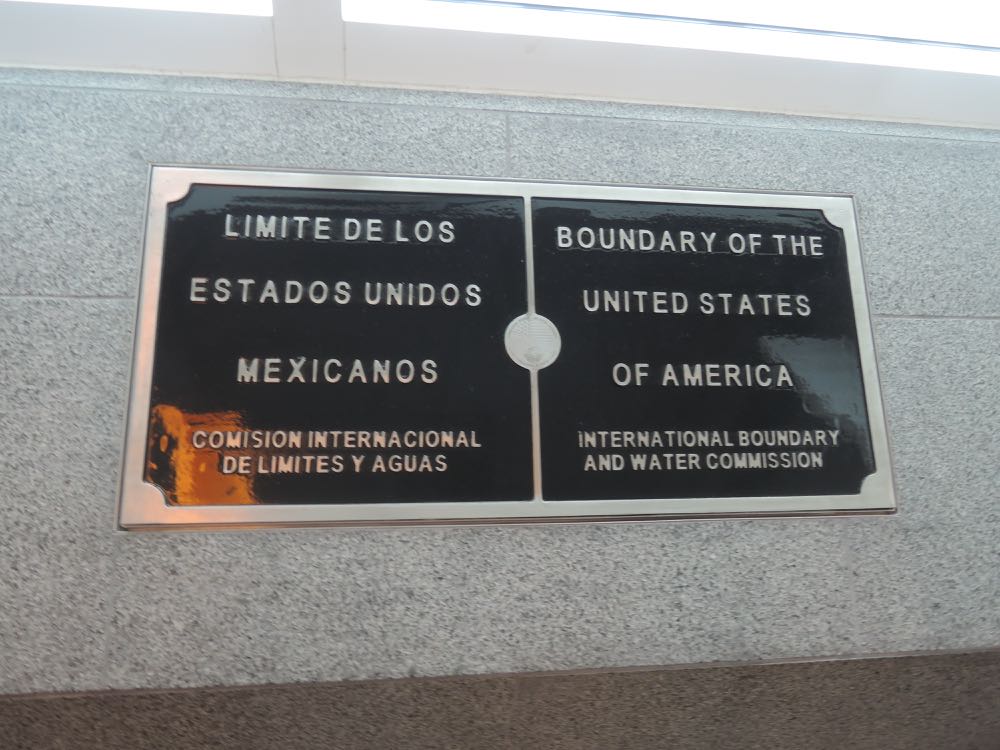 LIMITE DE LOS
ESTADOS UNIDOS
MEXICANOS
COMISION INTERNACIONAL
DE LIMITES Y AGUAS
BOUNDARY OF THE
UNITED STATES
OF AMERICA
INTERNATIONAL BOUNDARY
AND WATER COMMISSION